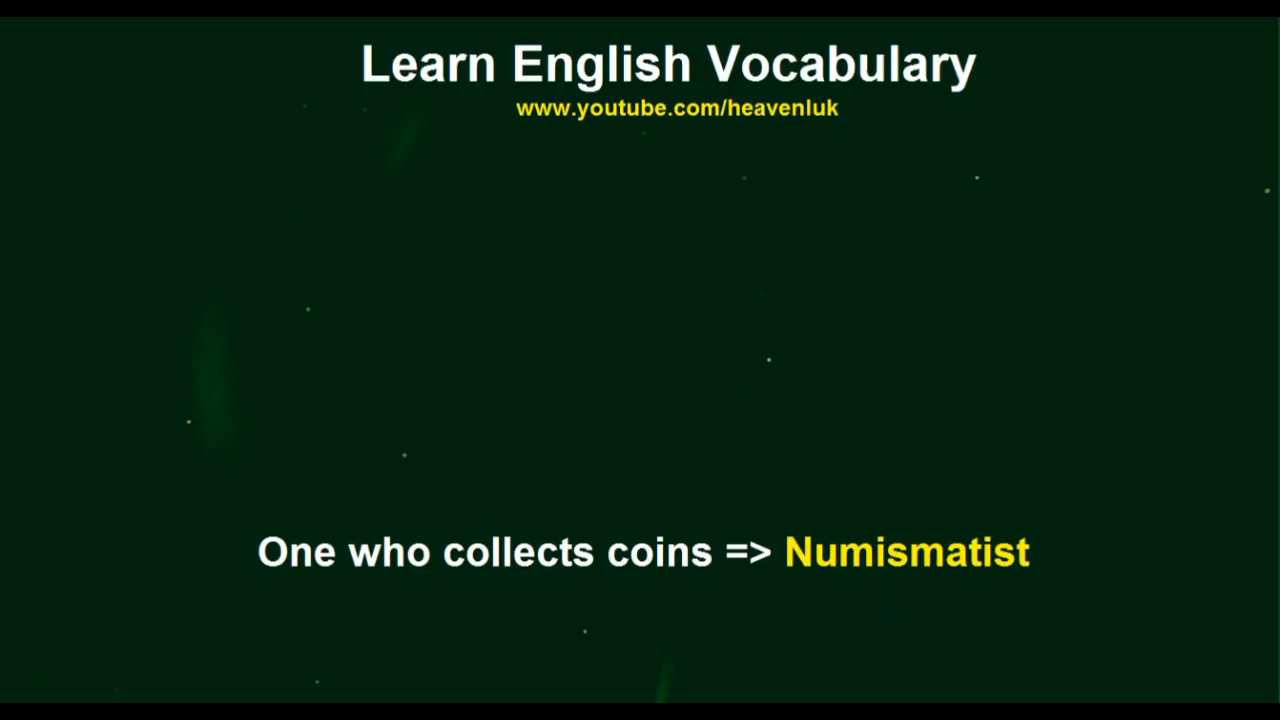 Learn English Vocabulary
www.youtube.com/heavenluk
One who collects coins => Numismatist